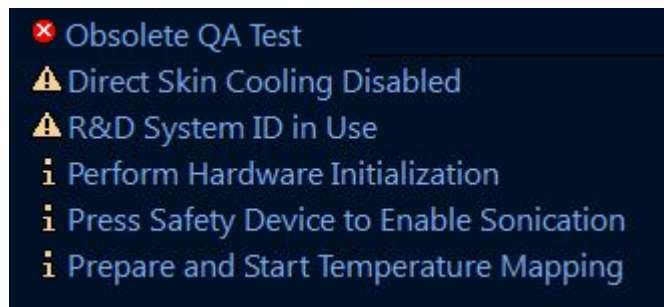 Obsolete QA Test
Direct Skin Cooling Disabled
R&D System ID in Use
Perform Hardware Initialization
Press Safety Device to Enable Sonication
Prepare and Start Temperature Mapping